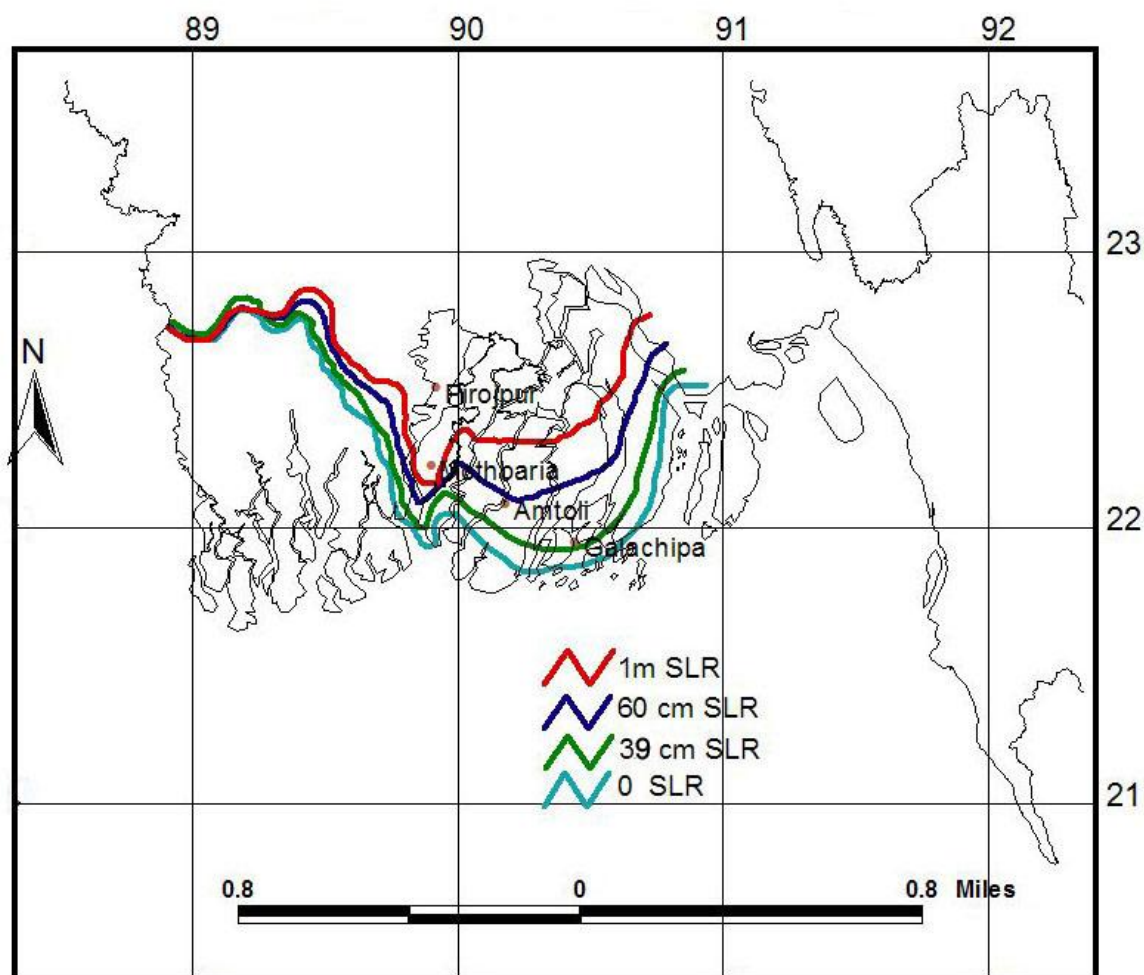 89 90 91 92
23
N
Pirojpur
Mothbaria
Amtoli
22
Galachipa
1m SLR
60 cm SLR
39 cm SLR
0 SLR
21
0.8 0 0.8 Miles